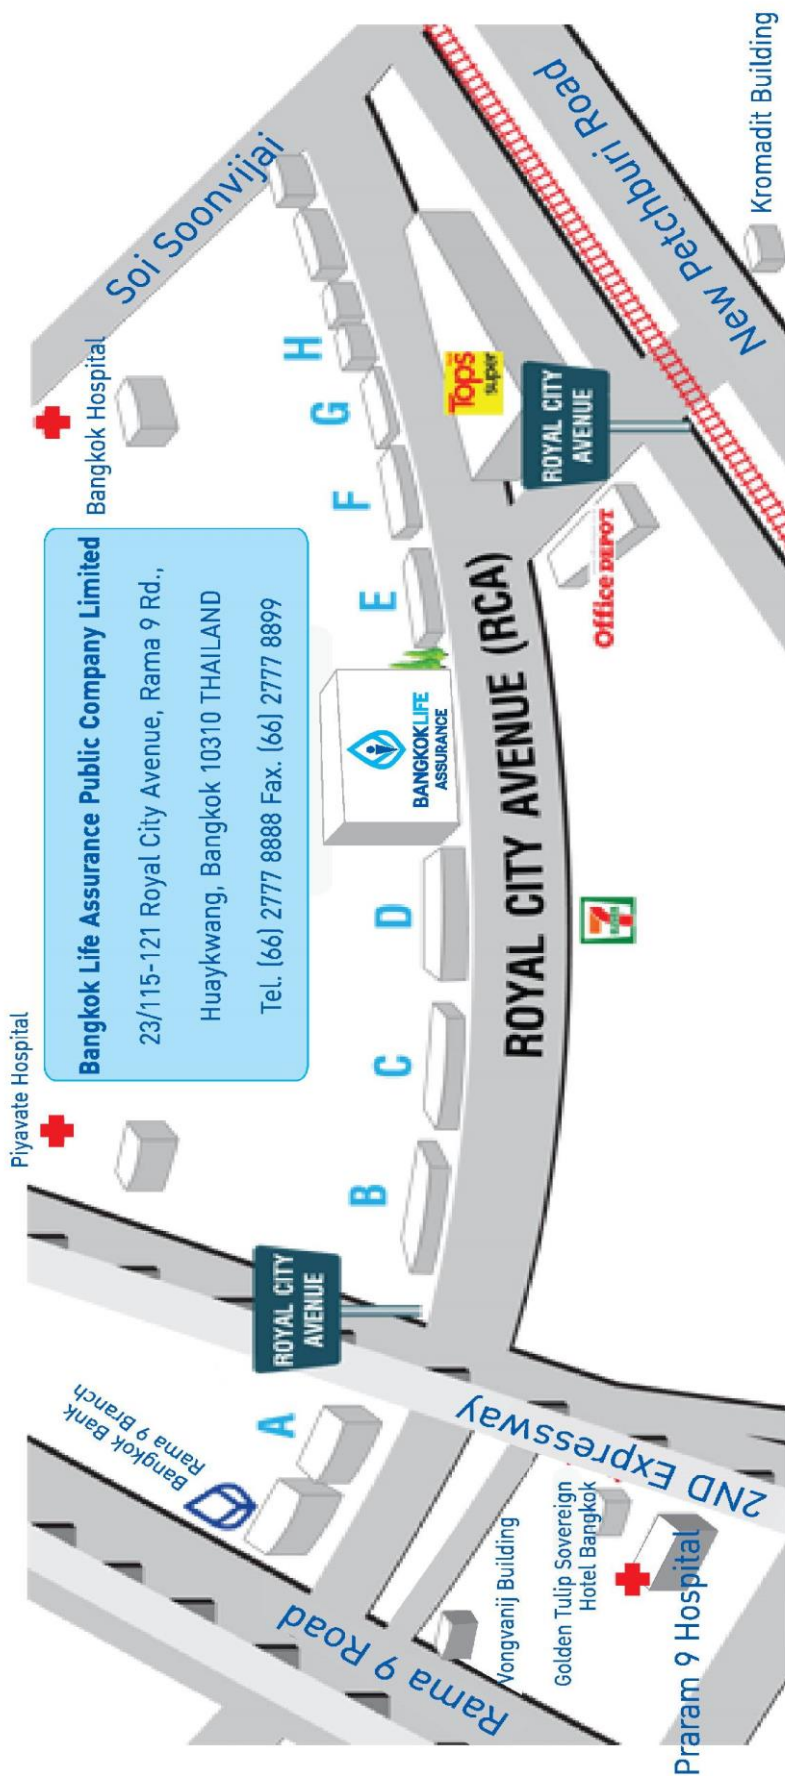 Piyavate Hospital
Bangkok Hospital
Soi Soonvijai
Bangkok Life Assurance Public Company Limited
23/115-121 Royal City Avenue, Rama 9 Rd.,
Huaykwang, Bangkok 10310 THAILAND
Tel. (66) 2777 8888 Fax. (66) 2777 8899
Bangkok Bank
Rama 9 Branch
ROYAL CITY
AVENUE
A
B
C
D
E
F
G
H
BANGKOKLIFE
ASSURANCE
Tops
super
ROYAL CITY
AVENUE
ROYAL CITY AVENUE (RCA)
Office DEPOT
New Petchburi Road
Kromadit Building
2ND Expressway
Rama 9 Road
Vongvanij Building
Golden Tulip Sovereign
Hotel Bangkok
Praram 9 Hospital